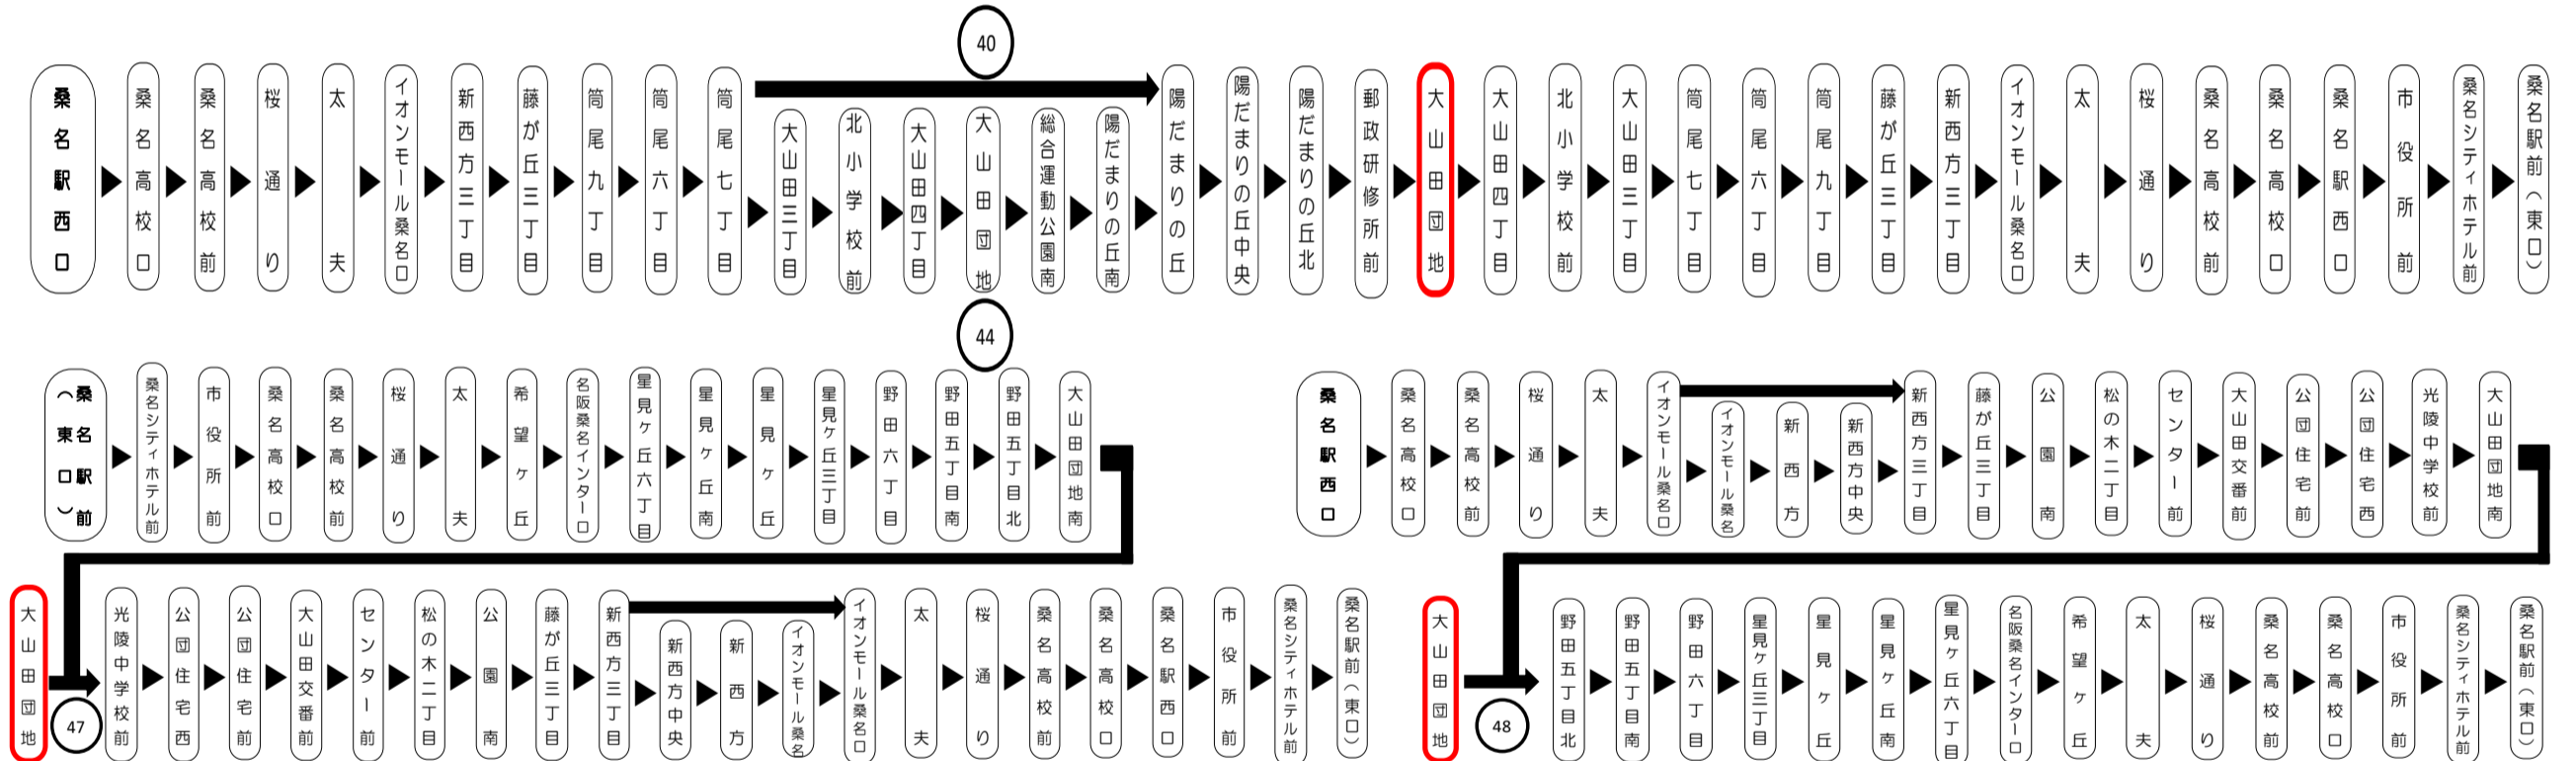 40
桑名駅西口
桑名高校口
桑名高校前
桜通り
太夫
イオンモール桑名口
新西方三丁目
藤が丘三丁目
筒尾九丁目
筒尾六丁目
筒尾七丁目
大山田三丁目
北小学校前
大山田四丁目
大山田団地
総合運動公園南
陽だまりの丘南
陽だまりの丘
陽だまりの丘中央
陽だまりの丘北
郵政研修所前
大山田団地
大山田四丁目
北小学校前
大山田三丁目
筒尾七丁目
筒尾六丁目
筒尾九丁目
藤が丘三丁目
新西方三丁目
イオンモール桑名口
太夫
桜通り
桑名高校前
桑名高校口
桑名駅西口
市役所前
桑名シティホテル前
桑名駅前(東口)
44
桑名駅前
(東口)
桑名シティホテル前
市役所前
桑名高校口
桑名高校前
桜通り
太夫
希望ヶ丘
名阪桑名インター口
星見ヶ丘六丁目
星見ヶ丘南
星見ヶ丘
星見ヶ丘三丁目
野田六丁目
野田五丁目南
野田五丁目北
大山田団地南
大山田団地
47
光陵中学校前
公団住宅西
公団住宅前
大山田交番前
センター前
松の木二丁目
公園南
藤が丘三丁目
新西方三丁目
新西方中央
新西方
イオンモール桑名
イオンモール桑名口
太夫
桜通り
桑名高校前
桑名高校口
桑名駅西口
市役所前
桑名シティホテル前
桑名駅前(東口)
桑名駅西口
桑名高校口
桑名高校前
桜通り
太夫
イオンモール桑名口
イオンモール桑名
新西方
新西方中央
新西方三丁目
藤が丘三丁目
公園南
松の木二丁目
センター前
大山田交番前
公団住宅前
公団住宅西
光陵中学校前
大山田団地南
大山田団地
48
野田五丁目北
野田五丁目南
野田六丁目
星見ヶ丘三丁目
星見ヶ丘
星見ヶ丘南
星見ヶ丘六丁目
名阪桑名インター口
希望ヶ丘
太夫
桜通り
桑名高校前
桑名高校口
市役所前
桑名シティホテル前
桑名駅前(東口)